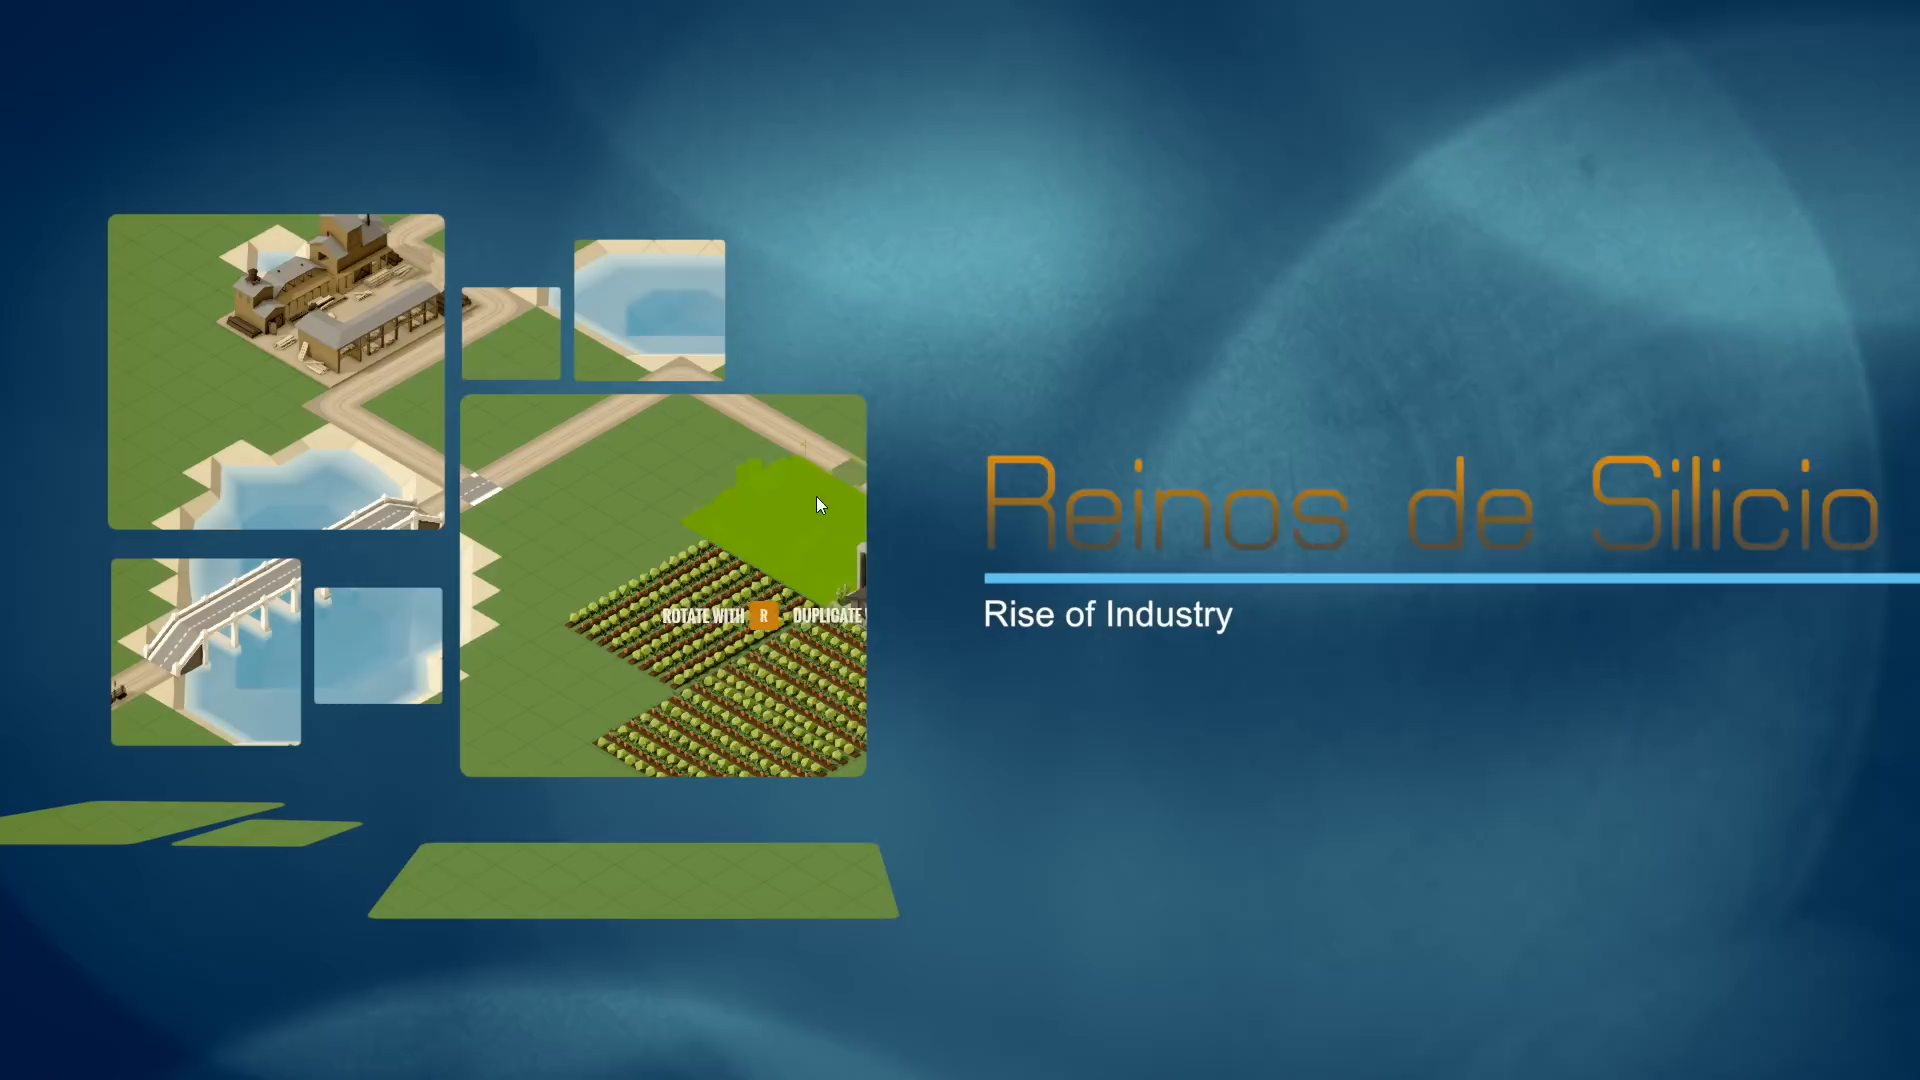 Reinos de Silicio
Rise of Industry
ROTATE WITH R DUPLICATE